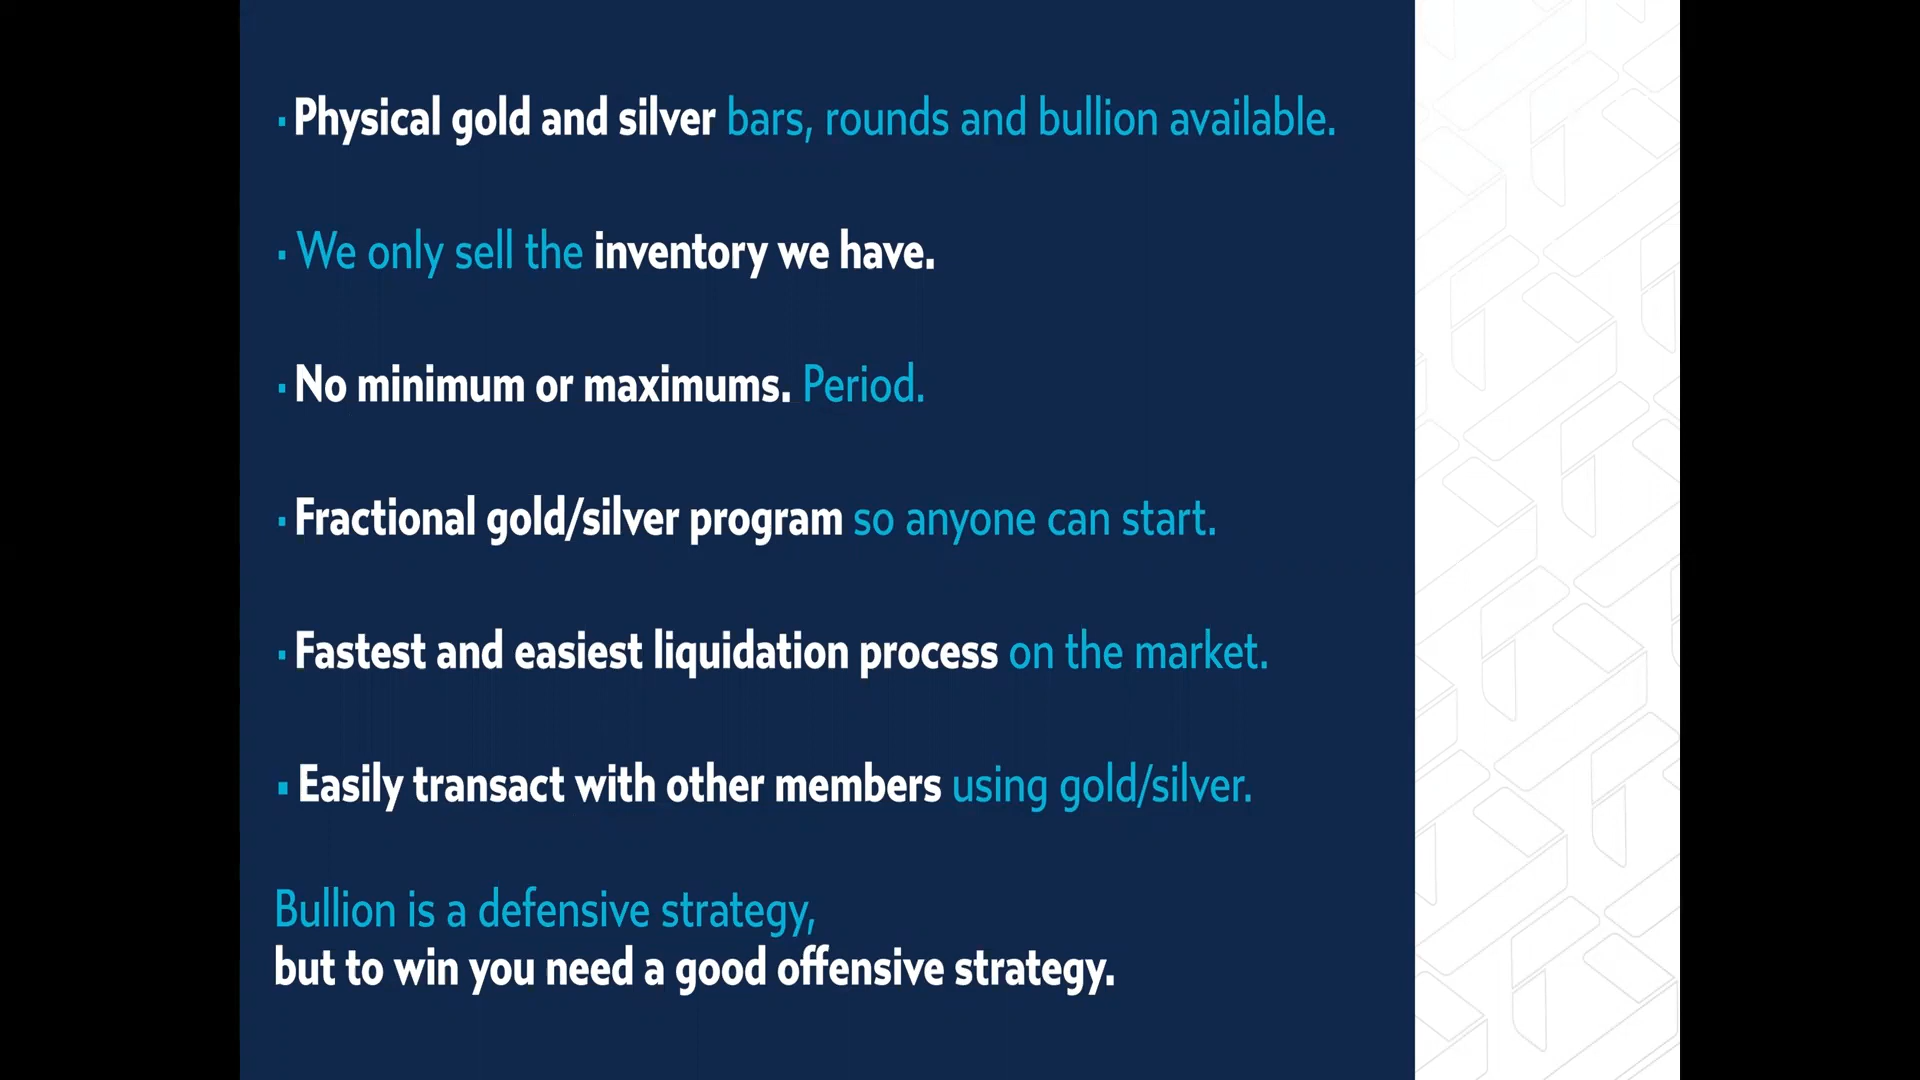 · Physical gold and silver bars, rounds and bullion available.
· We only sell the inventory we have.
· No minimum or maximums. Period.
· Fractional gold/silver program so anyone can start.
· Fastest and easiest liquidation process on the market.
▪ Easily transact with other members using gold/silver.
Bullion is a defensive strategy,
but to win you need a good offensive strategy.